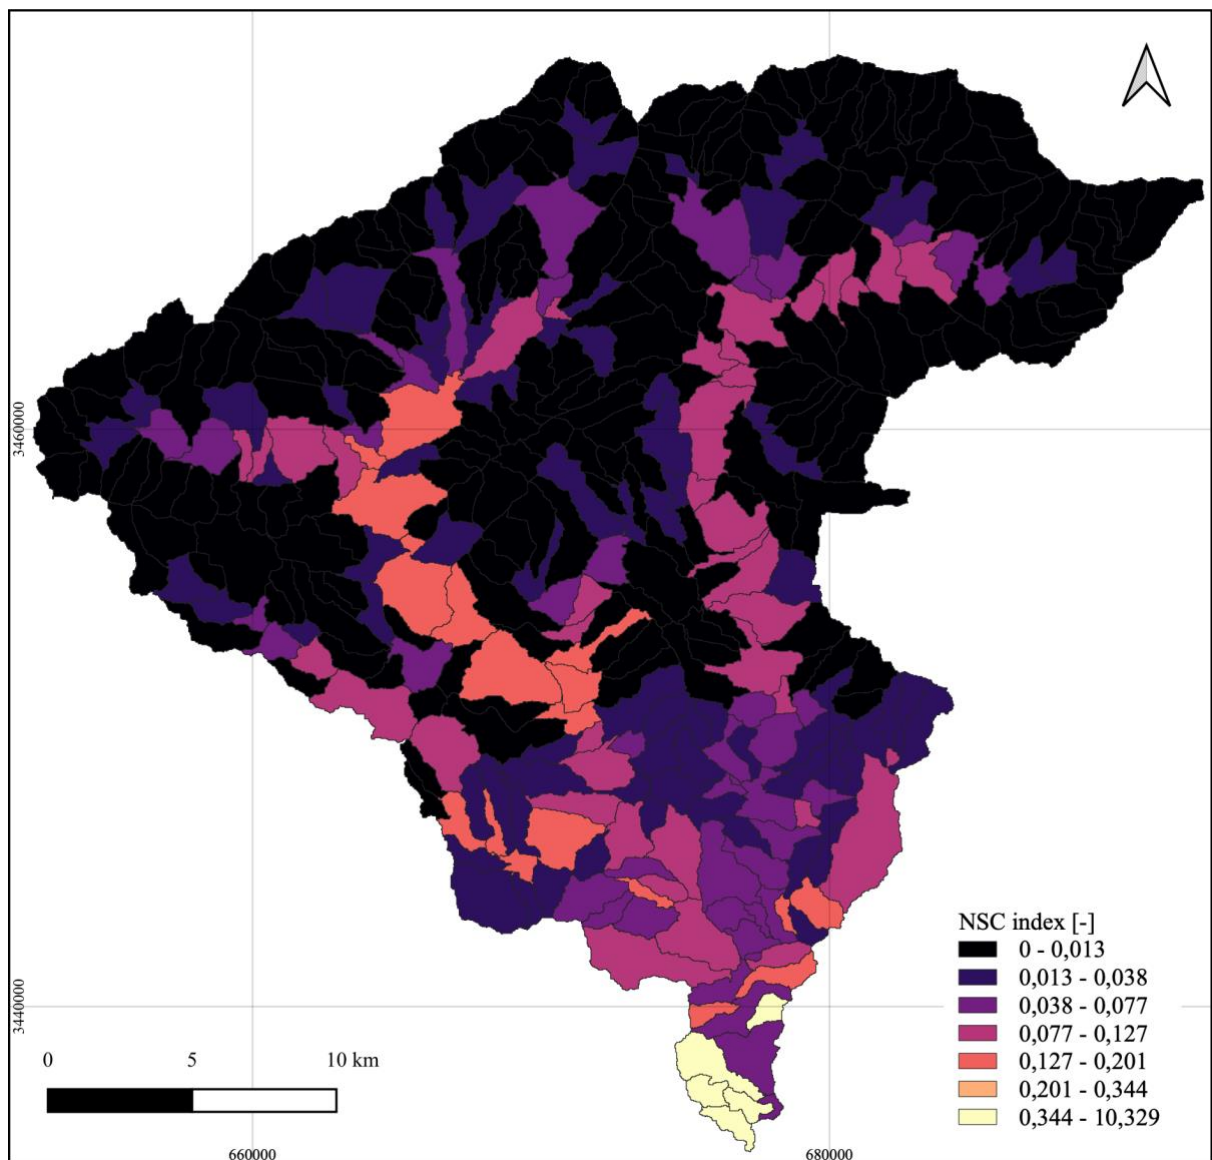 3460000
3440000
NSC index [-]
0 - 0,013
0,013 - 0,038
0,038 - 0,077
0,077 - 0,127
0,127 - 0,201
0,201 - 0,344
0,344 - 10,329
0 5 10 km
660000 680000